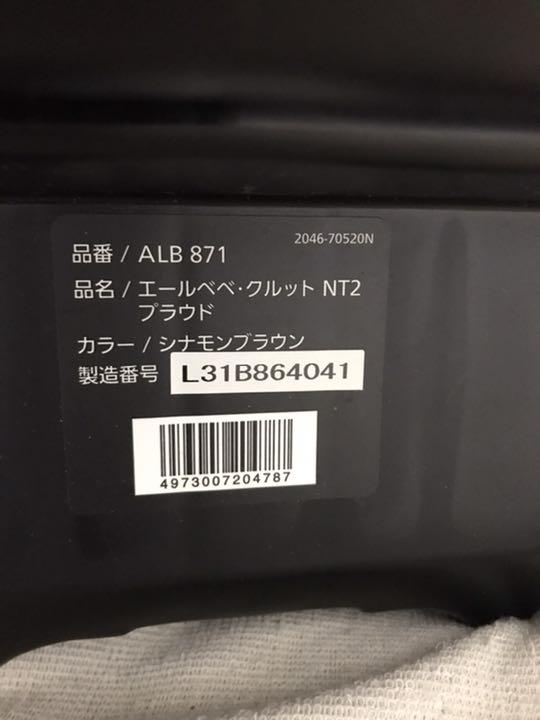 2046-70520N
品番 / ALB 871
品名 / エールベベ・クルット NT2
プラウド
カラー / シナモンブラウン
製造番号 L31B864041
4973007204787